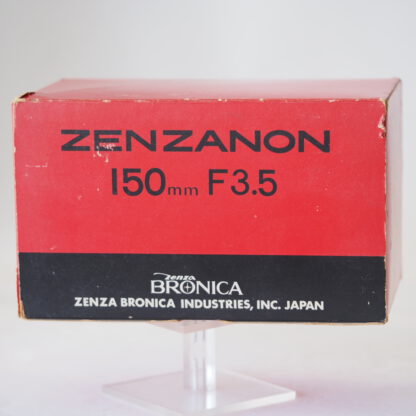 ZENZANON
150mm F3.5
Zenza
BRONICA
ZENZA BRONICA INDUSTRIES, INC. JAPAN